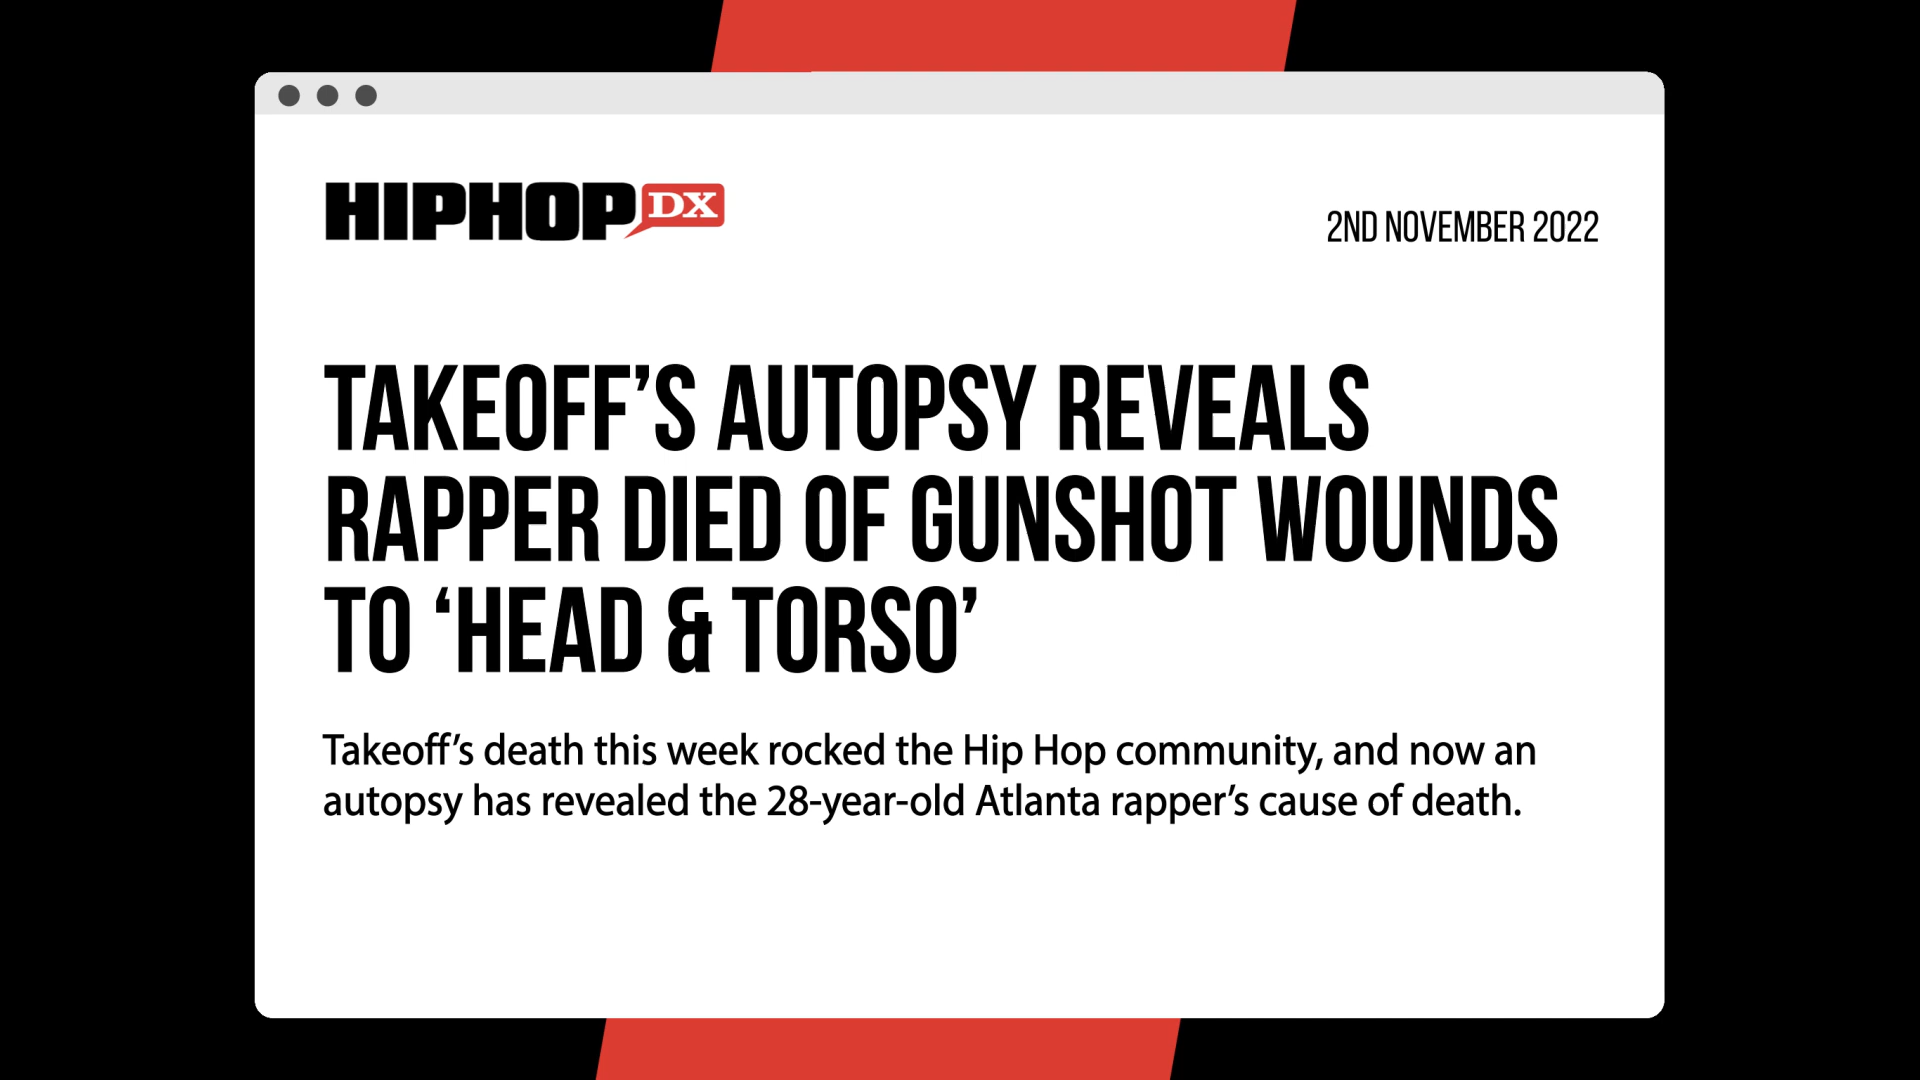 HIPHOPDX
2ND NOVEMBER 2022
TAKEOFF’S AUTOPSY REVEALS
RAPPER DIED OF GUNSHOT WOUNDS
TO ‘HEAD & TORSO’
Takeoff’s death this week rocked the Hip Hop community, and now an
autopsy has revealed the 28-year-old Atlanta rapper’s cause of death.